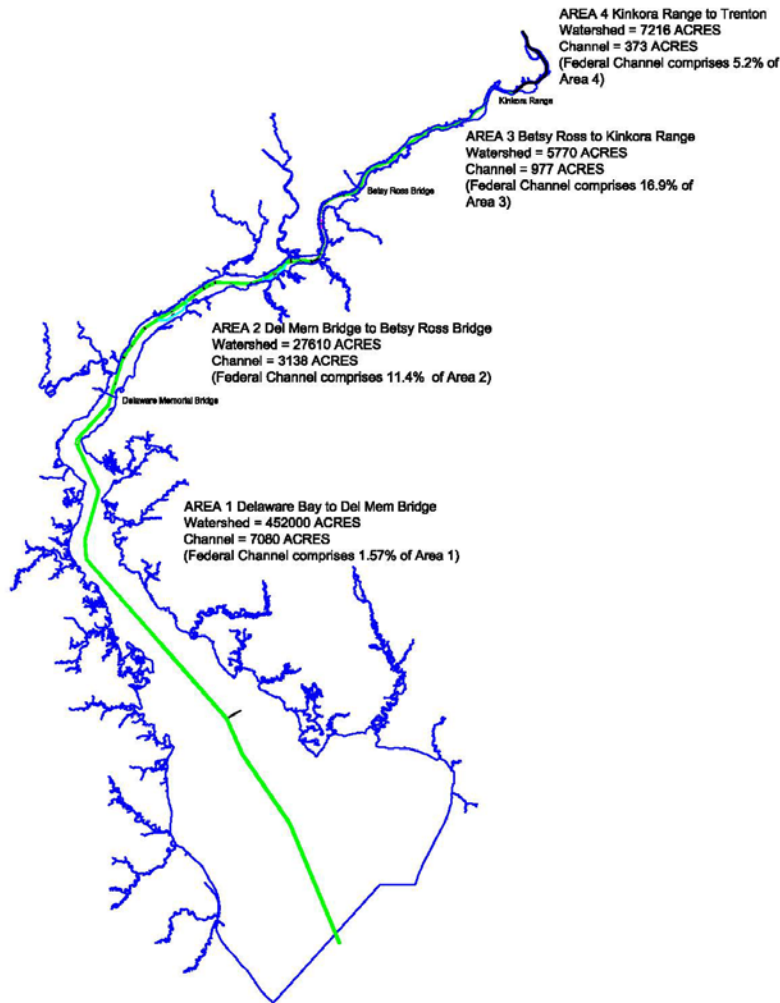 AREA 4 Kinkora Range to Trenton
Watershed = 7216 ACRES
Channel = 373 ACRES
(Federal Channel comprises 5.2% of
Area 4)
Kinkora Range
AREA 3 Betsy Ross to Kinkora Range
Watershed = 5770 ACRES
Channel = 977 ACRES
(Federal Channel comprises 16.9% of
Area 3)
Betsy Ross Bridge
AREA 2 Del Mem Bridge to Betsy Ross Bridge
Watershed = 27610 ACRES
Channel = 3138 ACRES
(Federal Channel comprises 11.4% of Area 2)
Delaware Memorial Bridge
AREA 1 Delaware Bay to Del Mem Bridge
Watershed = 452000 ACRES
Channel = 7080 ACRES
(Federal Channel comprises 1.57% of Area 1)